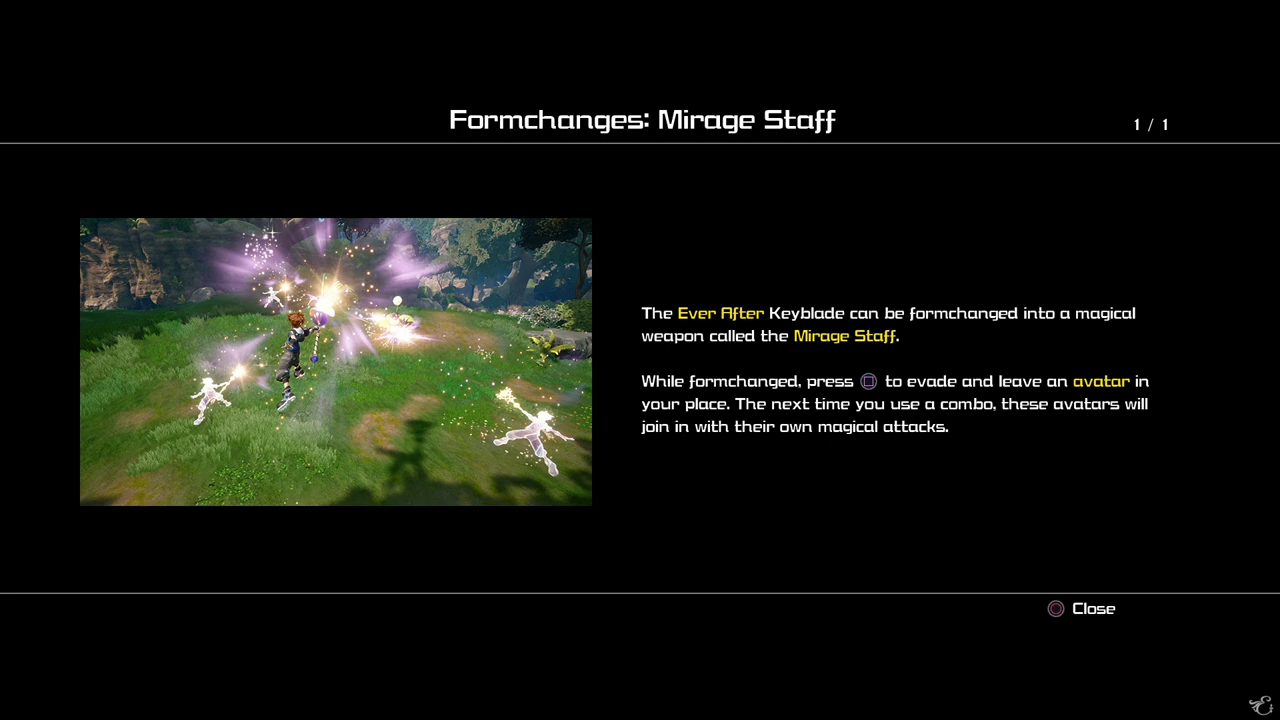 Formchanges: Mirage Staff
1 / 1
The Ever After Keyblade can be formchanged into a magical
weapon called the Mirage Staff.
While formchanged, press to evade and leave an avatar in
your place. The next time you use a combo, these avatars will
join in with their own magical attacks.
Close